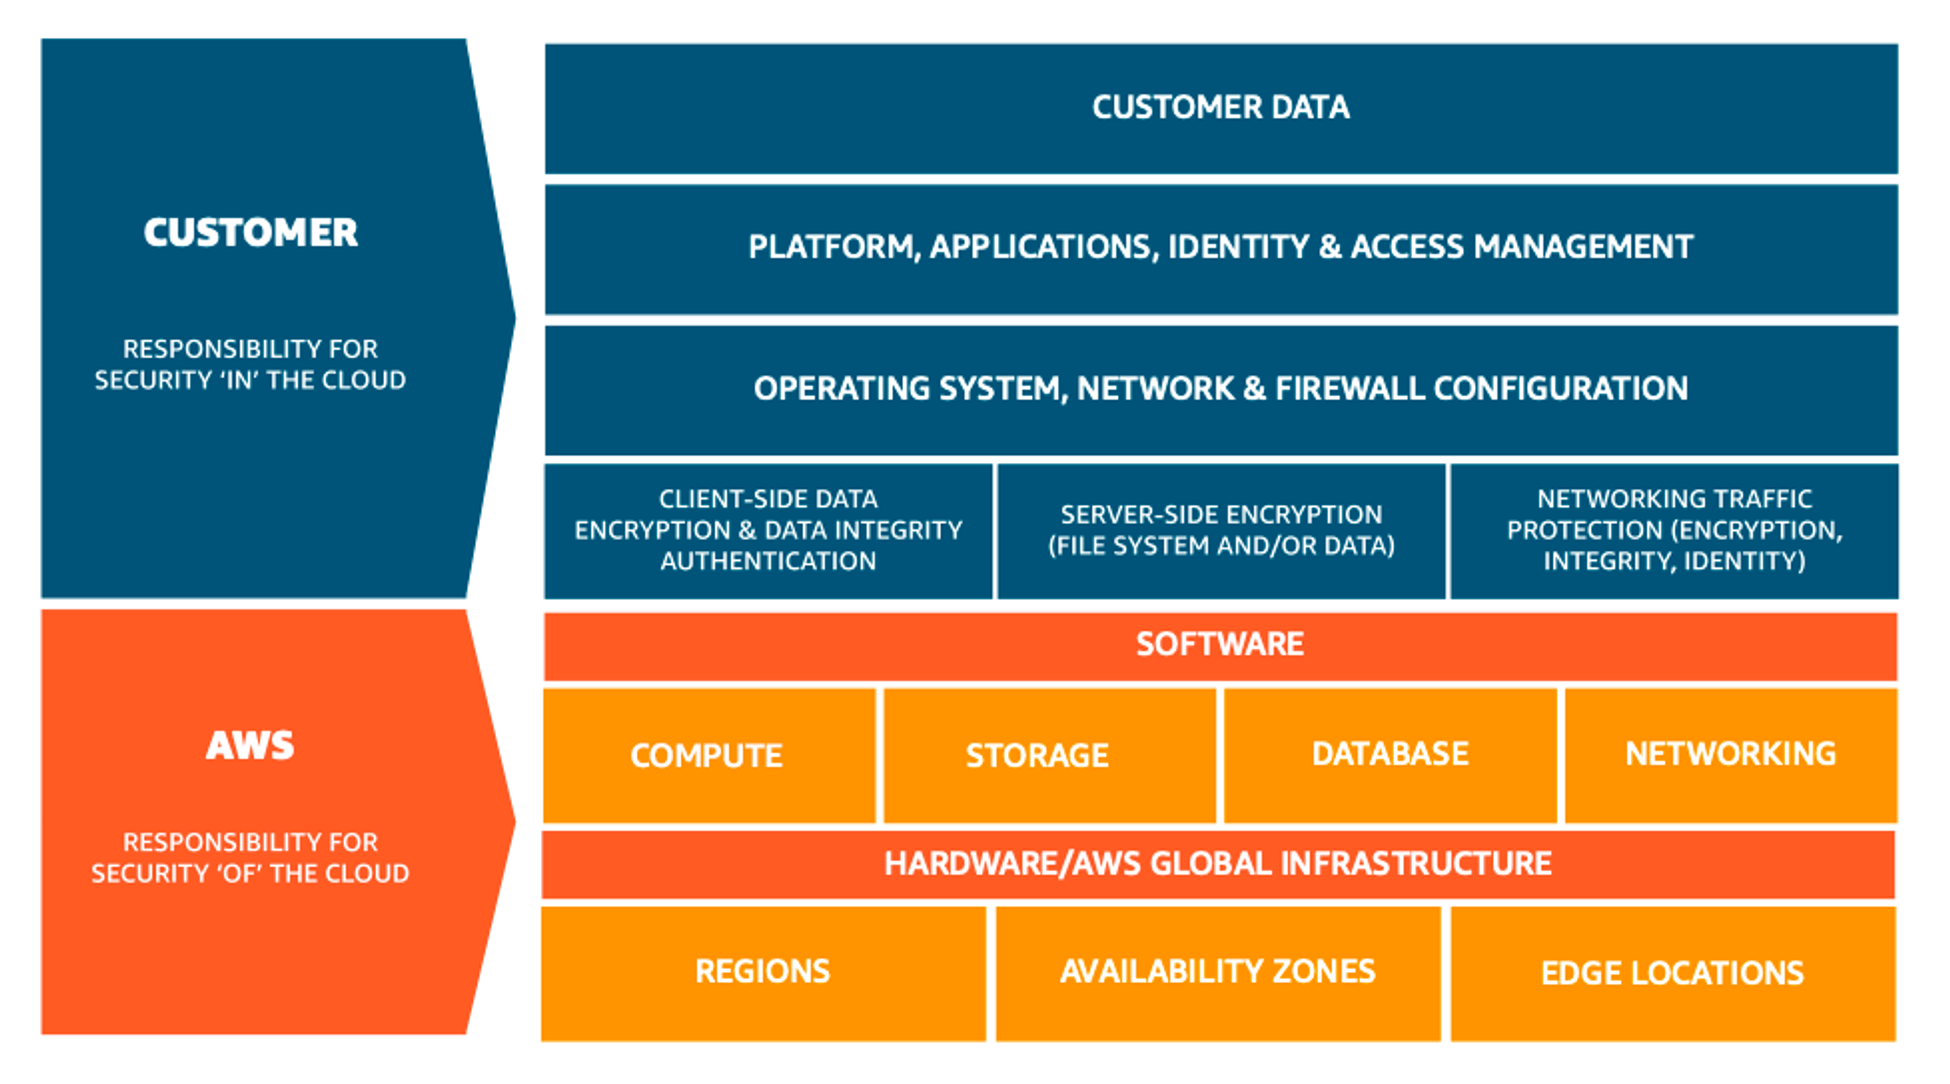 CUSTOMER
RESPONSIBILITY FOR
SECURITY ‘IN’ THE CLOUD
CUSTOMER DATA
PLATFORM, APPLICATIONS, IDENTITY & ACCESS MANAGEMENT
OPERATING SYSTEM, NETWORK & FIREWALL CONFIGURATION
CLIENT-SIDE DATA
ENCRYPTION & DATA INTEGRITY
AUTHENTICATION
SERVER-SIDE ENCRYPTION
(FILE SYSTEM AND/OR DATA)
NETWORKING TRAFFIC
PROTECTION (ENCRYPTION,
INTEGRITY, IDENTITY)
AWS
RESPONSIBILITY FOR
SECURITY ‘OF’ THE CLOUD
SOFTWARE
COMPUTE
STORAGE
DATABASE
NETWORKING
HARDWARE/AWS GLOBAL INFRASTRUCTURE
REGIONS
AVAILABILITY ZONES
EDGE LOCATIONS